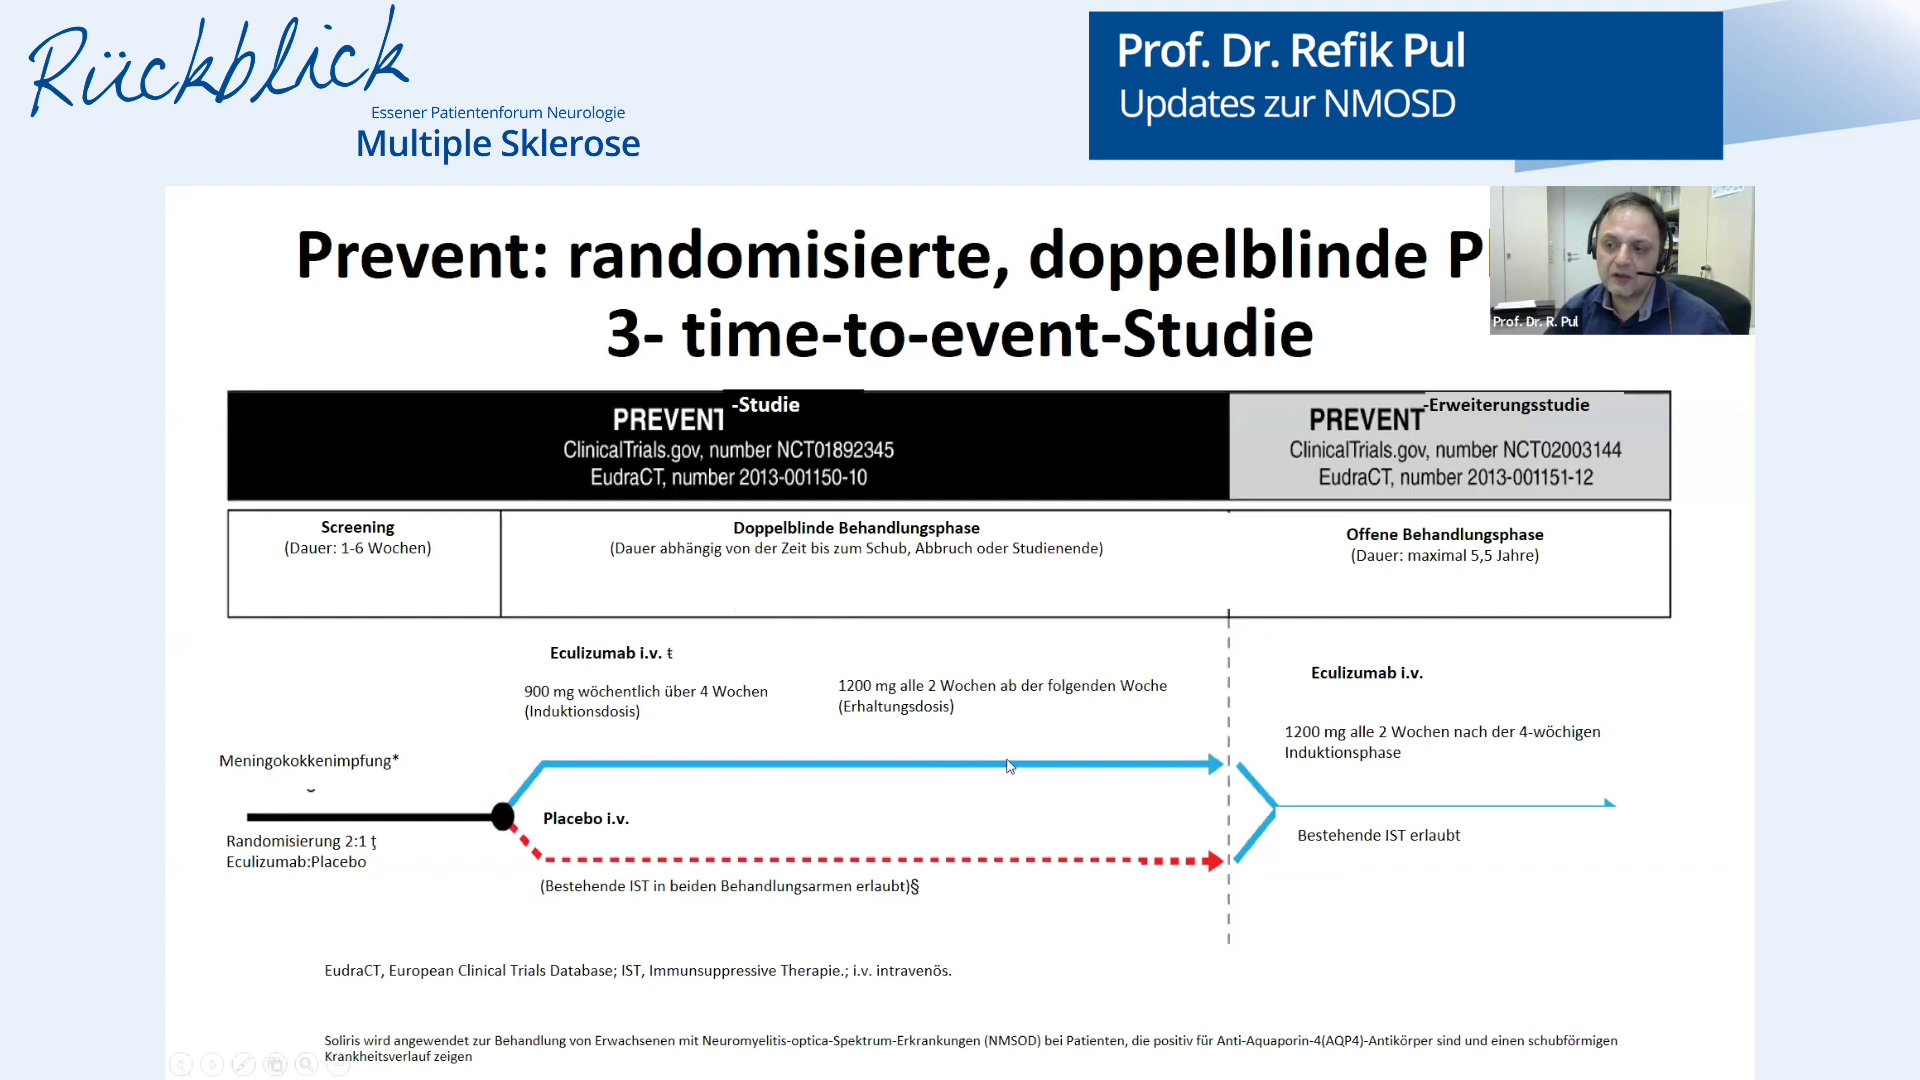 Rückblick
Essener Patientenforum Neurologie
Multiple Sklerose
Prof. Dr. Refik Pul
Updates zur NMOSD
Prof. Dr. R. Pul
Prevent: randomisierte, doppelblinde
3- time-to-event-Studie
PREVENT -Studie
ClinicalTrials.gov, number NCT01892345
EudraCT, number 2013-001150-10
PREVENT -Erweiterungsstudie
ClinicalTrials.gov, number NCT02003144
EudraCT, number 2013-001151-12
Screening
(Dauer: 1-6 Wochen)
Doppelblinde Behandlungsphase
(Dauer abhängig von der Zeit bis zum Schub, Abbruch oder Studienende)
Offene Behandlungsphase
(Dauer: maximal 5,5 Jahre)
Eculizumab i.v. ŧ
900 mg wöchentlich über 4 Wochen
(Induktionsdosis)
1200 mg alle 2 Wochen ab der folgenden Woche
(Erhaltungsdosis)
Eculizumab i.v.
1200 mg alle 2 Wochen nach der 4-wöchigen
Induktionsphase
Meningokokkenimpfung*
Randomisierung 2:1 ţ
Eculizumab:Placebo
Placebo i.v.
(Bestehende IST in beiden Behandlungsarmen erlaubt)§
Bestehende IST erlaubt
EudraCT, European Clinical Trials Database; IST, Immunsuppressive Therapie.; i.v. intravenös.
Soliris wird angewendet zur Behandlung von Erwachsenen mit Neuromyelitis-optica-Spektrum-Erkrankungen (NMSOD) bei Patienten, die positiv für Anti-Aquaporin-4(AQP4)-Antikörper sind und einen schubförmigen
Krankheitsverlauf zeigen